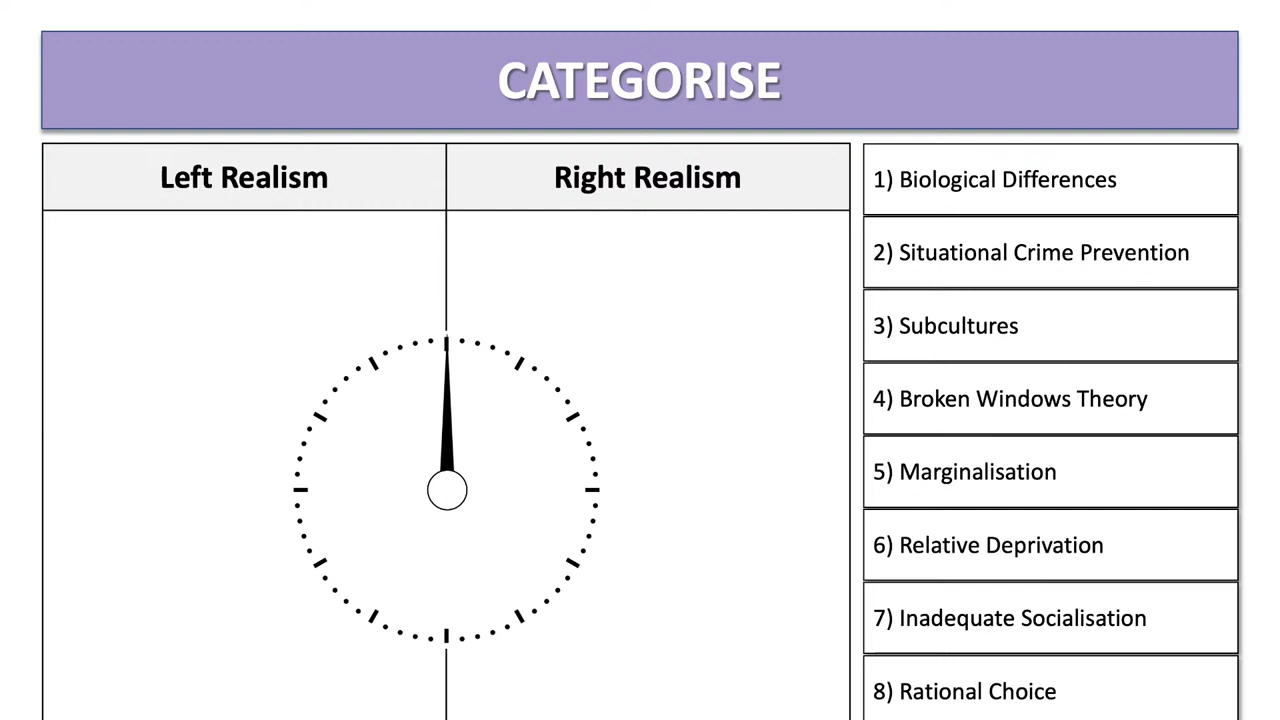 CATEGORISE
Left Realism
Right Realism
1) Biological Differences
2) Situational Crime Prevention
3) Subcultures
4) Broken Windows Theory
5) Marginalisation
6) Relative Deprivation
7) Inadequate Socialisation
8) Rational Choice